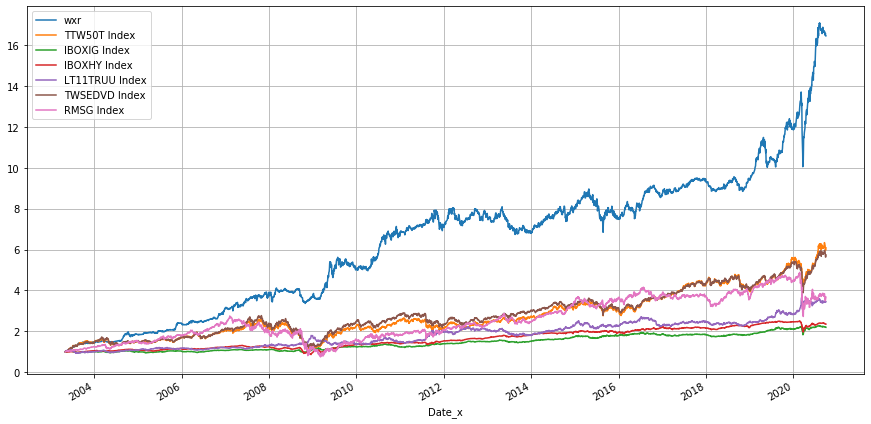 wxr
TTW50T Index
IBOXIG Index
IBOXHY Index
LT11TRUU Index
TWSEDVD Index
RMSG Index
16
14
12
10
8
6
4
2
0
2004
2006
2008
2010
2012
2014
2016
2018
2020
Date_x